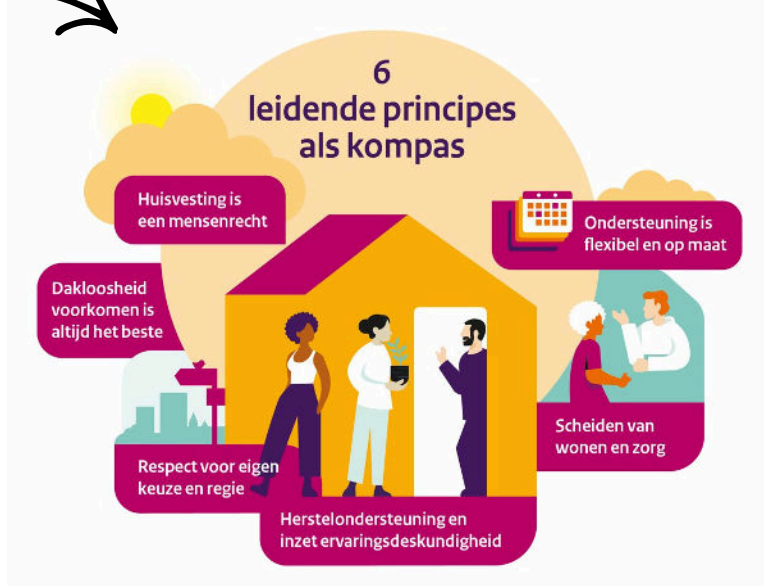 6
leidende principes
als kompas
Huisvesting is
een mensenrecht
Ondersteuning is
flexibel en op maat
Dakloosheid
voorkomen is
altijd het beste
Scheiden van
wonen en zorg
Respect voor eigen
keuze en regie
Herstelondersteuning en
inzet ervaringsdeskundigheid